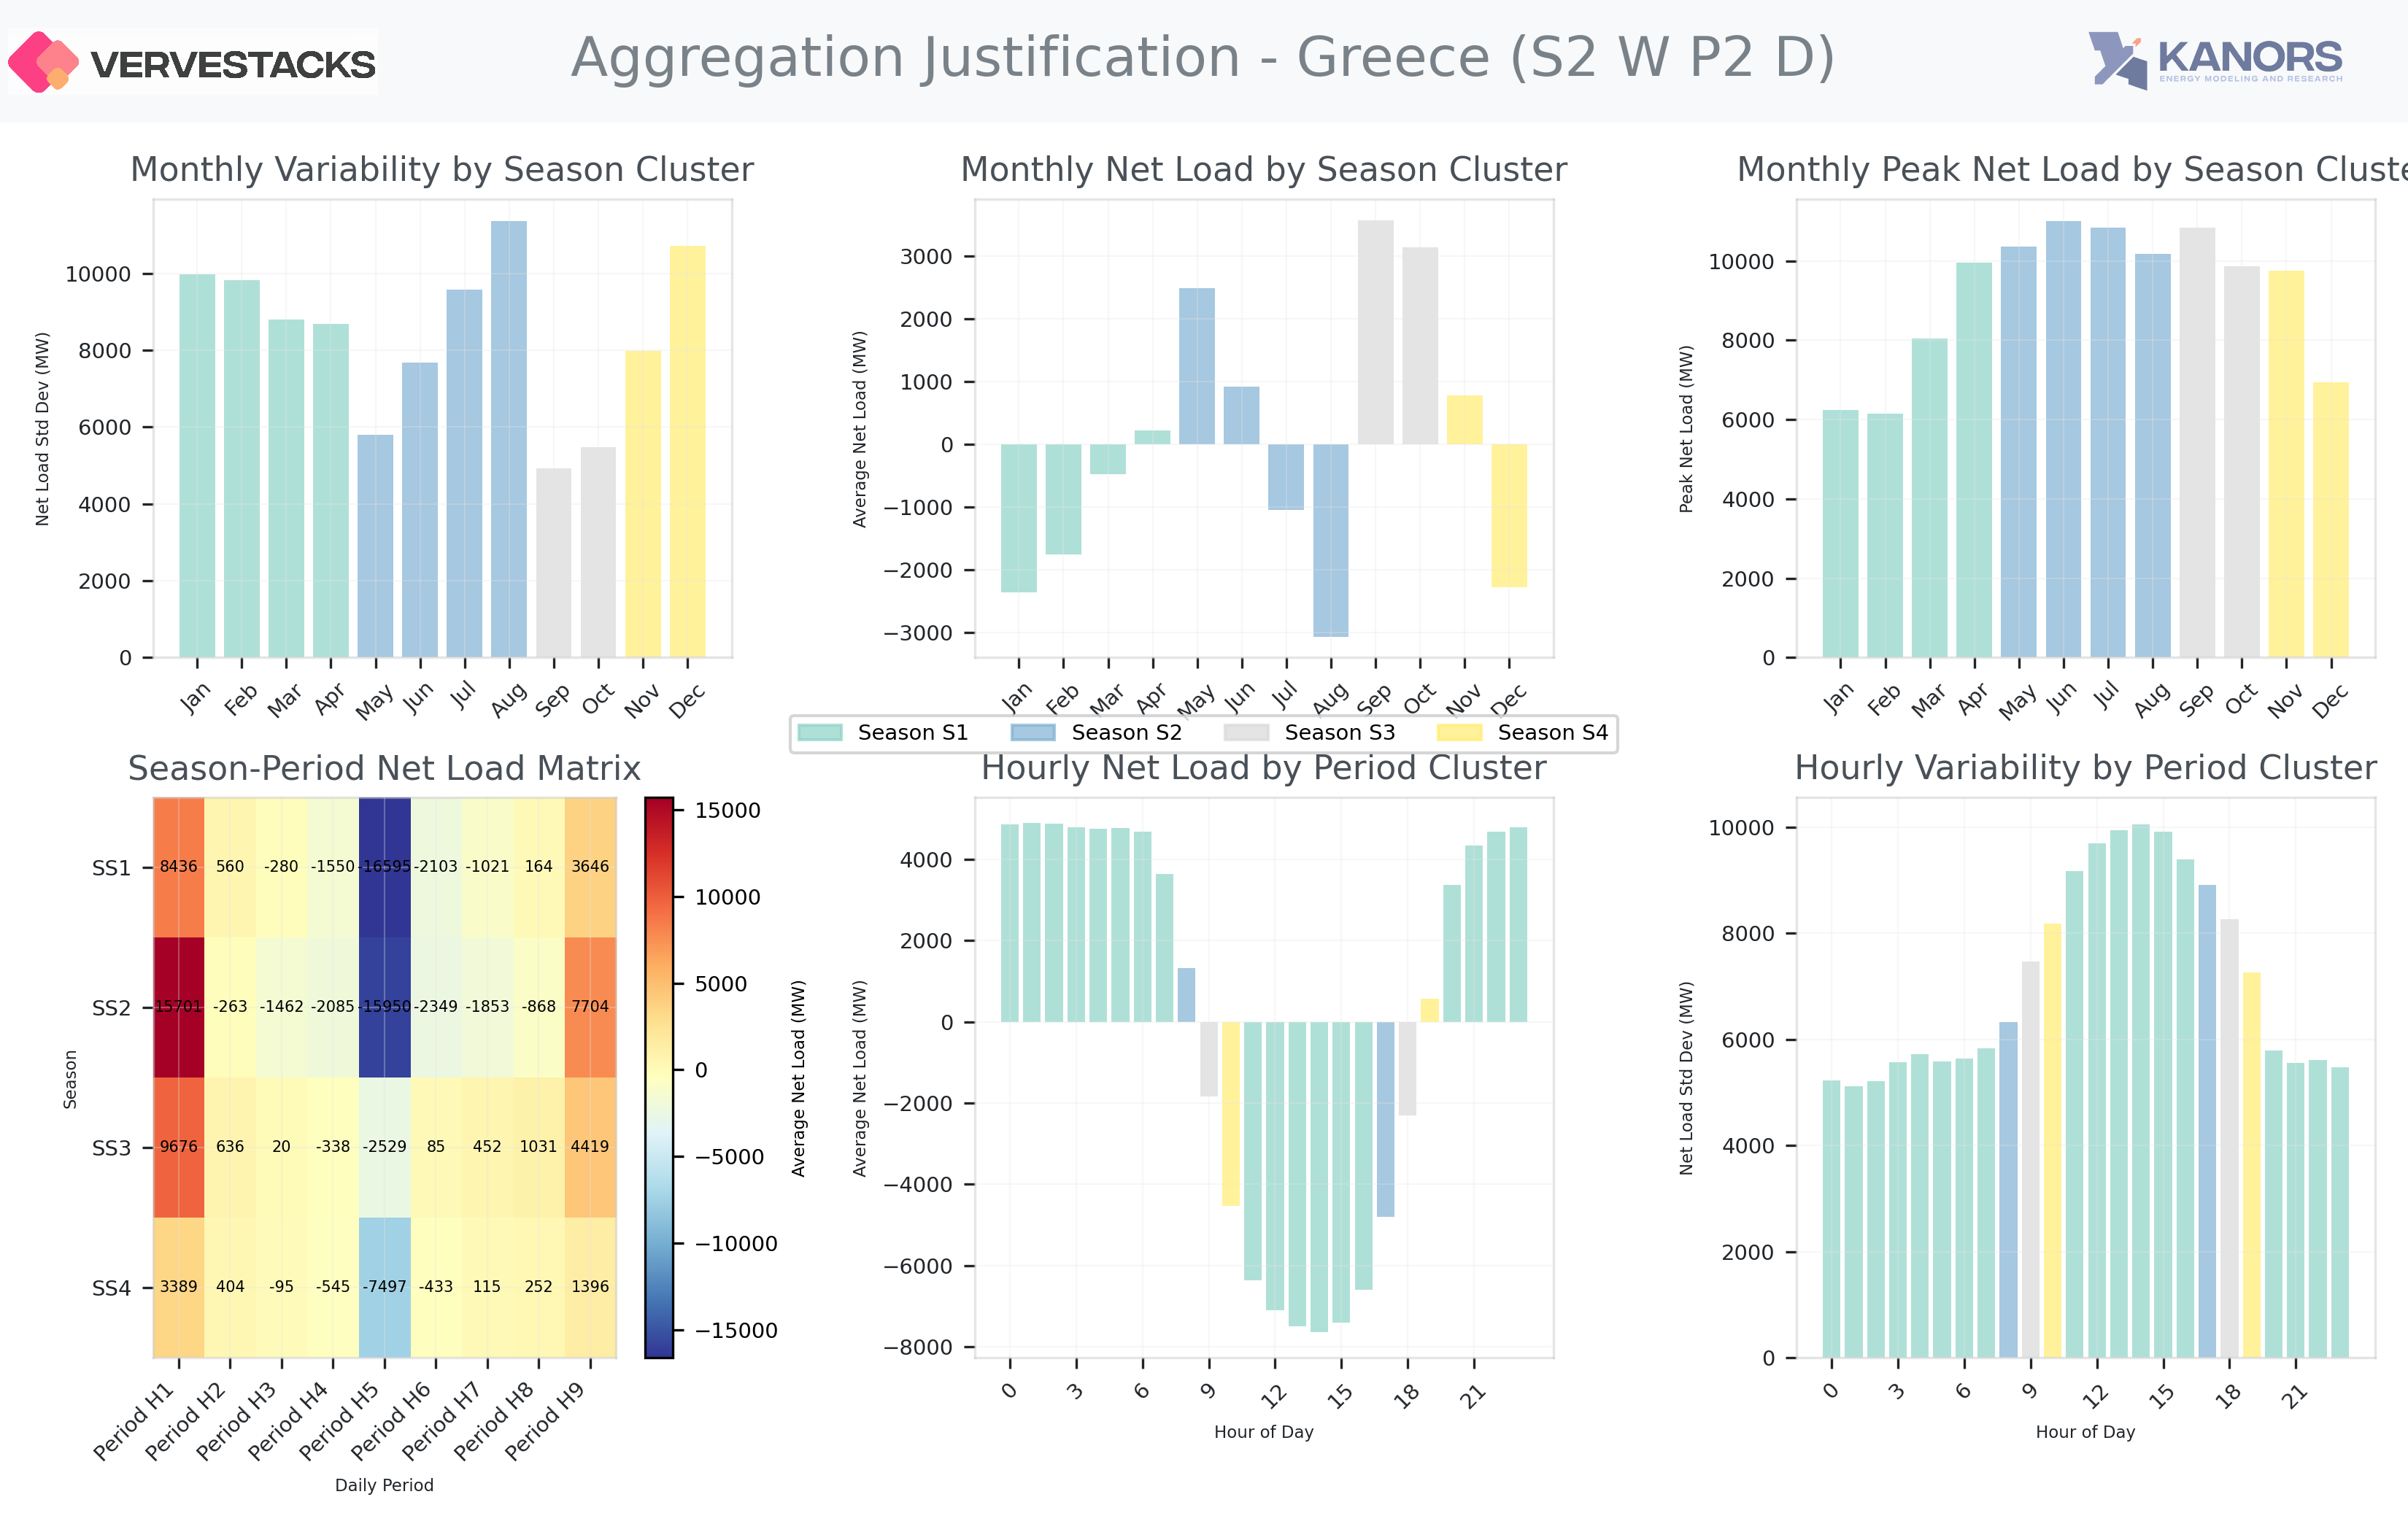 VERVESTACKS
Aggregation Justification - Greece (S2 W P2 D)
KANORS
ENERGY MODELING AND RESEARCH
Monthly Variability by Season Cluster
Net Load Std Dev (MW)
10000
8000
6000
4000
2000
0
Jan Feb Mar Apr May Jun Jul Aug Sep Oct Nov Dec
Monthly Net Load by Season Cluster
Average Net Load (MW)
3000
2000
1000
0
−1000
−2000
−3000
Jan Feb Mar Apr May Jun Jul Aug Sep Oct Nov Dec
Monthly Peak Net Load by Season Cluste
Peak Net Load (MW)
10000
8000
6000
4000
2000
0
Jan Feb Mar Apr May Jun Jul Aug Sep Oct Nov Dec
Season S1 Season S2 Season S3 Season S4
Season-Period Net Load Matrix
Season
SS1 8436 560 -280 -1550 -16595 -2103 -1021 164 3646
SS2 15701 -263 -1462 -2085 -15950 -2349 -1853 -868 7704
SS3 9676 636 20 -338 -2529 85 452 1031 4419
SS4 3389 404 -95 -545 -7497 -433 115 252 1396
Period H1 Period H2 Period H3 Period H4 Period H5 Period H6 Period H7 Period H8 Period H9
Daily Period
15000
10000
5000
0
−5000
−10000
−15000
Average Net Load (MW)
Hourly Net Load by Period Cluster
Average Net Load (MW)
4000
2000
0
−2000
−4000
−6000
−8000
0 3 6 9 12 15 18 21
Hour of Day
Hourly Variability by Period Cluster
Net Load Std Dev (MW)
10000
8000
6000
4000
2000
0
0 3 6 9 12 15 18 21
Hour of Day